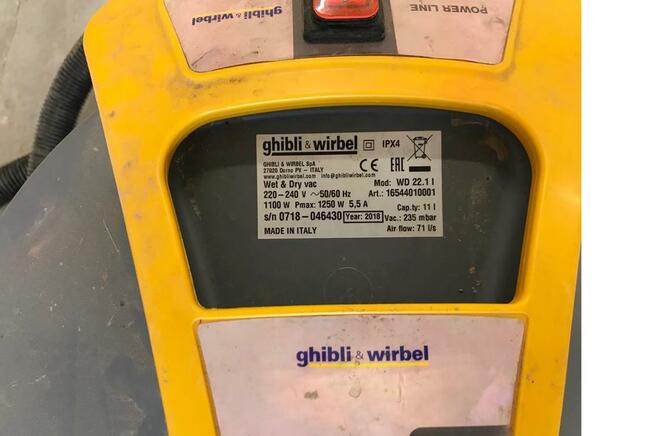 ghibli & wirbel
POWER LINE
ghibli & wirbel IPX4
GHIBLI & WIRBEL SpA
27020 Dorno PV - ITALY
www.ghibliwirbel.com info@ghibliwirbel.com
CE EAC
Wet & Dry vac Mod: WD 22.1 I
220-240 V ~50/60 Hz Art.: 16544010001
1100 W Pmax: 1250 W 5,5 A Cap.ty: 11 l
s/n 0718-046430 Year: 2018 Vac.: 235 mbar
MADE IN ITALY Air flow: 71 l/s
ghibli & wirbel